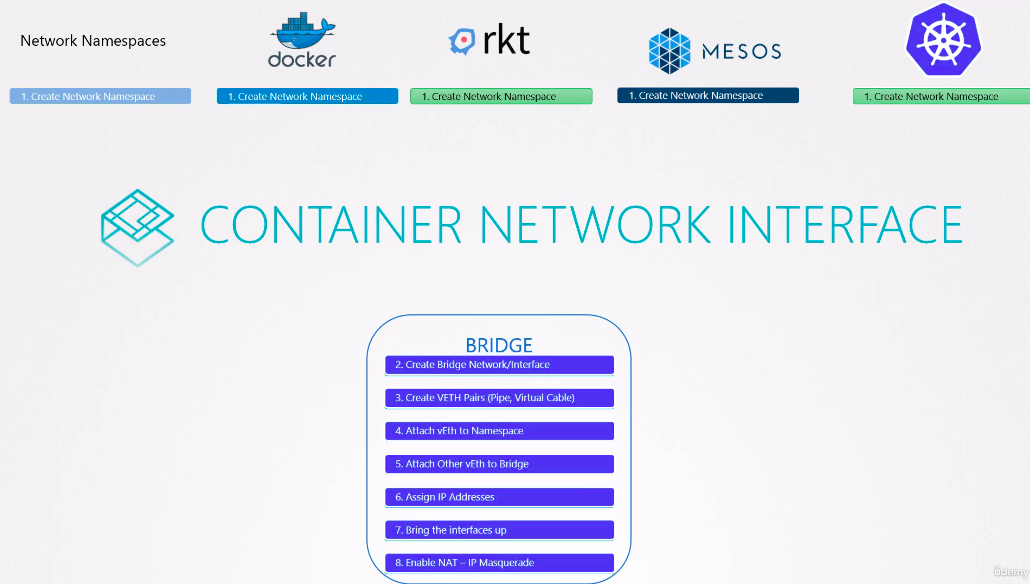 Network Namespaces
docker
rkt
MESOS
1. Create Network Namespace
1. Create Network Namespace
1. Create Network Namespace
1. Create Network Namespace
1. Create Network Namespace
CONTAINER NETWORK INTERFACE
BRIDGE
2. Create Bridge Network/Interface
3. Create VETH Pairs (Pipe, Virtual Cable)
4. Attach vEth to Namespace
5. Attach Other vEth to Bridge
6. Assign IP Addresses
7. Bring the interfaces up
8. Enable NAT – IP Masquerade
ûdemy